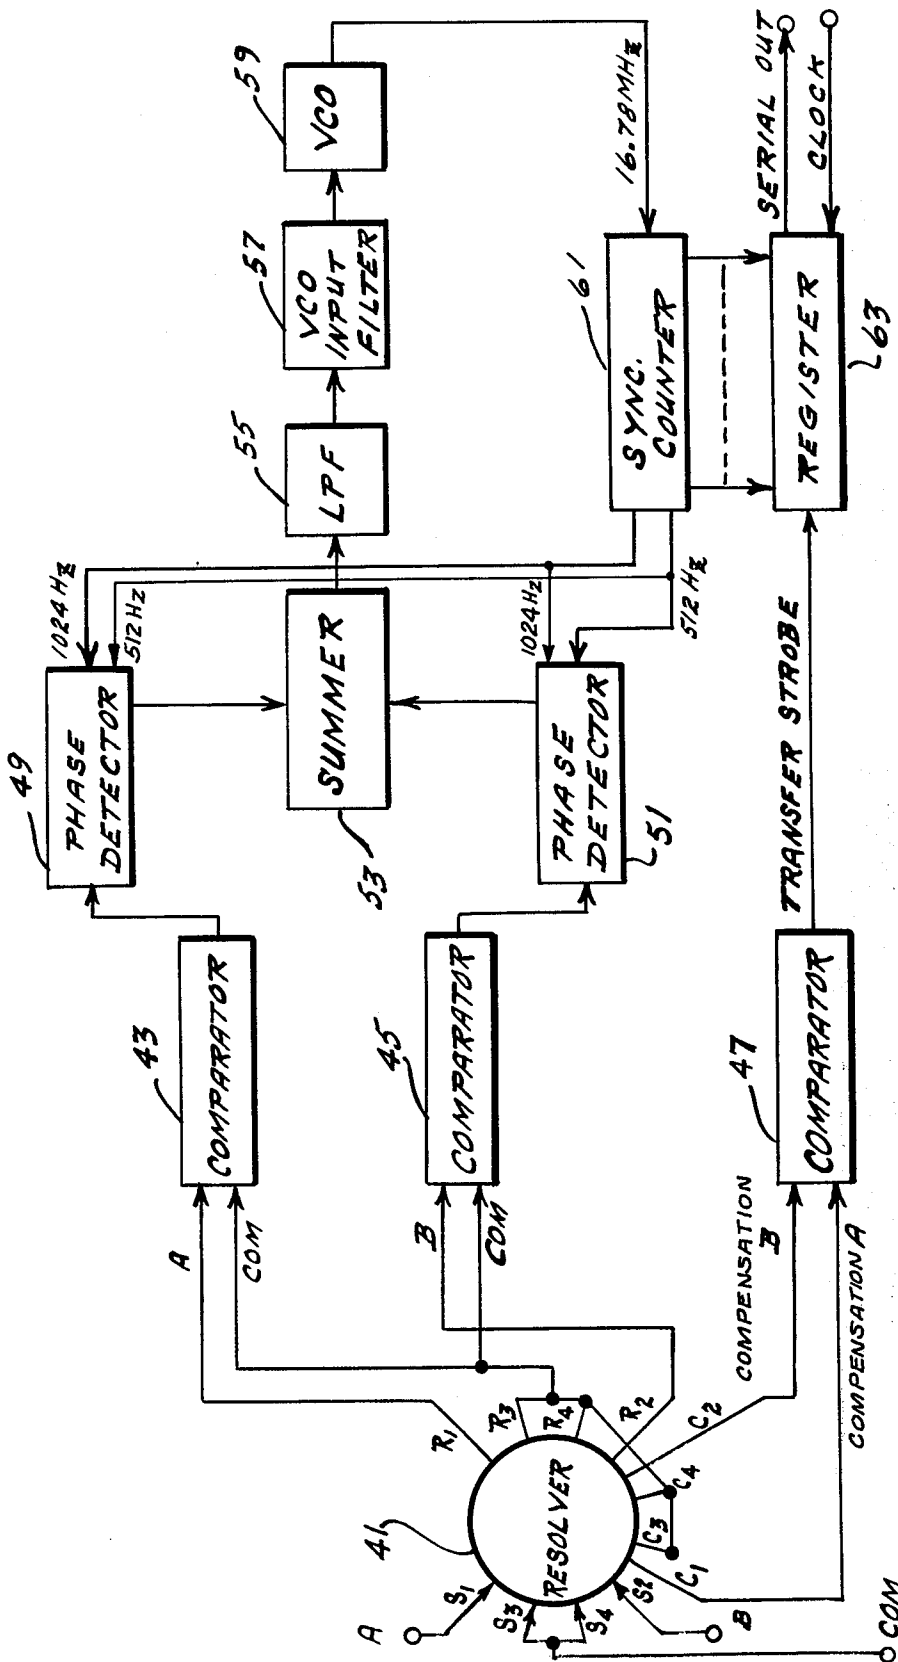 A
S1
S3
S4
S2
B
COM
41
RESOLVER
R1
R3
R4
R2
C2
C4
C3
C1
A
COM
B
COM
COMPENSATION
B
COMPENSATION A
43
COMPARATOR
45
COMPARATOR
47
COMPARATOR
49
PHASE
DETECTOR
1024Hz
512Hz
SUMMER
53
PHASE
DETECTOR
51
1024Hz
512Hz
TRANSFER STROBE
55
LPF
57
VCO
INPUT
FILTER
59
VCO
16.78MHz
61
SYNC.
COUNTER
REGISTER
63
SERIAL OUT
CLOCK